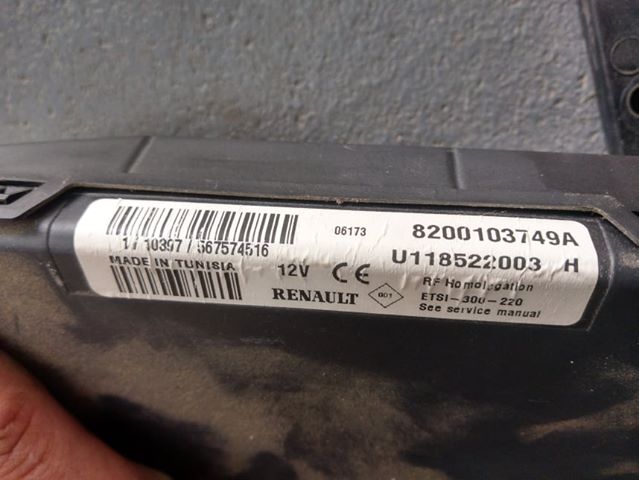 17 10397 / 567574516
MADE IN TUNISIA
06173
12V CE
RENAULT 001
8200103749A
U118522003 H
RF Homologation
ETSI-300-220
See service manual